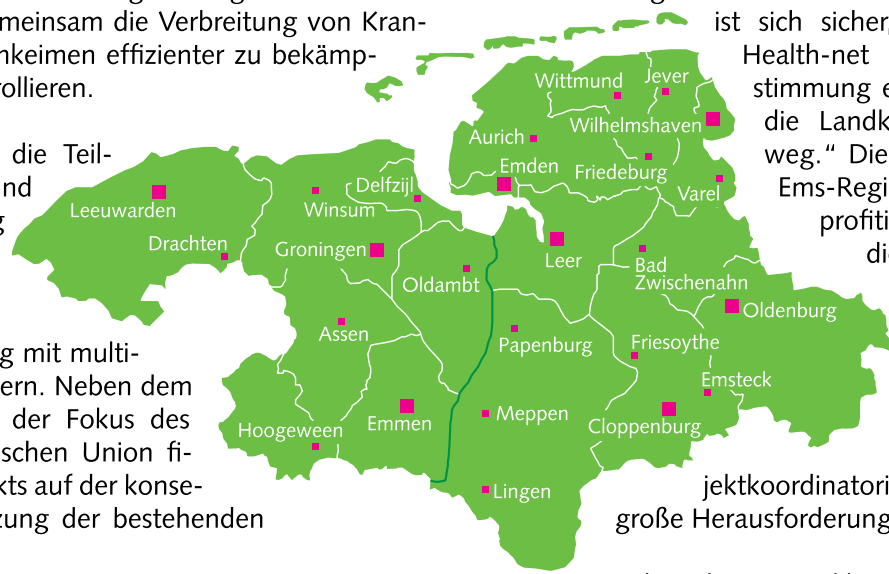 meinsam die Verbreitung von Kran-
nkeimen effizienter zu bekämp-
rollieren.
die Teil-
nd
g
g mit multi-
ern. Neben dem
der Fokus des
schen Union fi-
kts auf der konse-
zung der bestehenden
ist sich sicher,
Health-net
stimmung e
die Landk
weg.“ Die
Ems-Regi
profiti
die
jektkoordinatori
große Herausforderung
Wittmund
Jever
Wilhelmshaven
Aurich
Emden
Friedeburg
Varel
Leeuwarden
Drachten
Winsum
Delfzijl
Groningen
Oldambt
Leer
Bad
Zwischenahn
Oldenburg
Assen
Papenburg
Friesoythe
Emsteck
Hoogeween
Emmen
Meppen
Cloppenburg
Lingen